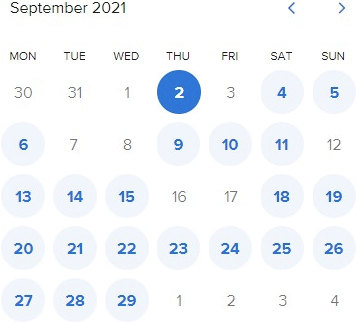 September 2021
MON TUE WED THU FRI SAT SUN
30 31 1 2 3 4 5
6 7 8 9 10 11 12
13 14 15 16 17 18 19
20 21 22 23 24 25 26
27 28 29 1 2 3 4